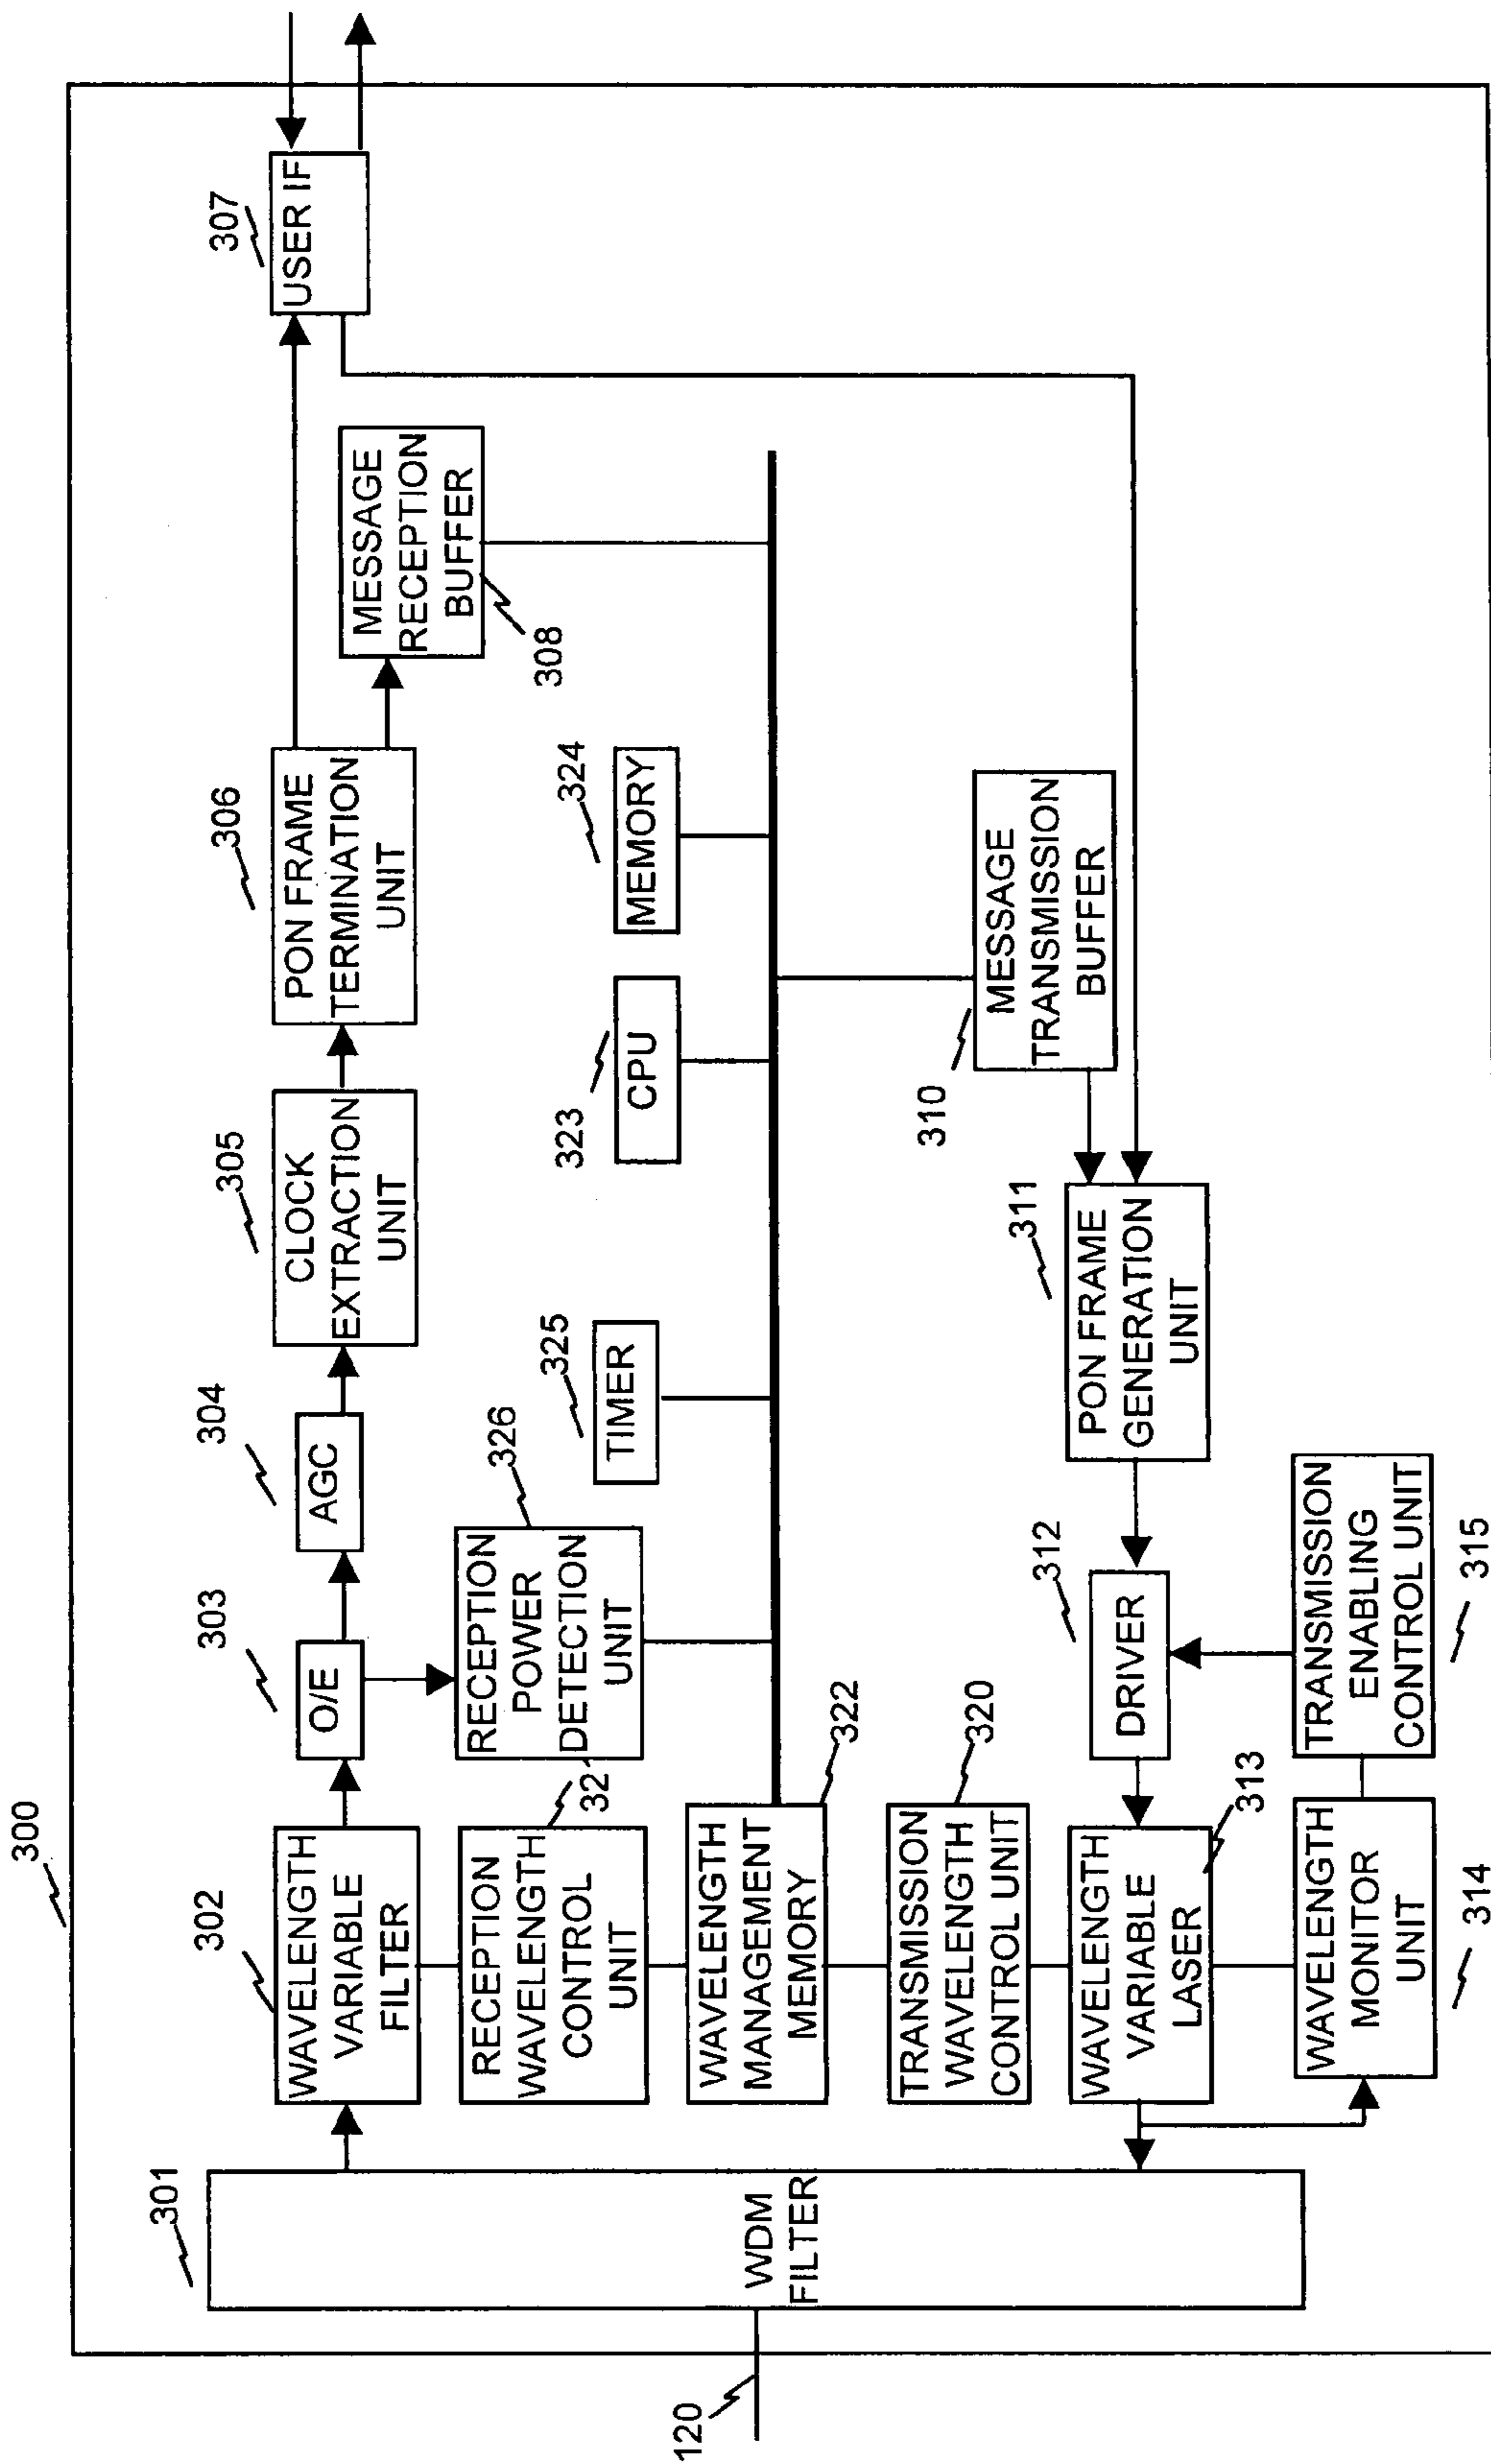 300
120
301
WDM
FILTER
302
WAVELENGTH
VARIABLE
FILTER
303
O/E
304
AGC
305
CLOCK
EXTRACTION
UNIT
306
PON FRAME
TERMINATION
UNIT
307
USER IF
321
RECEPTION
WAVELENGTH
CONTROL
UNIT
326
RECEPTION
POWER
DETECTION
UNIT
MESSAGE
RECEPTION
BUFFER
308
322
WAVELENGTH
MANAGEMENT
MEMORY
325
TIMER
323
CPU
324
MEMORY
320
TRANSMISSION
WAVELENGTH
CONTROL UNIT
310
MESSAGE
TRANSMISSION
BUFFER
313
WAVELENGTH
VARIABLE
LASER
312
DRIVER
311
PON FRAME
GENERATION
UNIT
WAVELENGTH
MONITOR
UNIT
314
TRANSMISSION
ENABLING
CONTROL UNIT
315